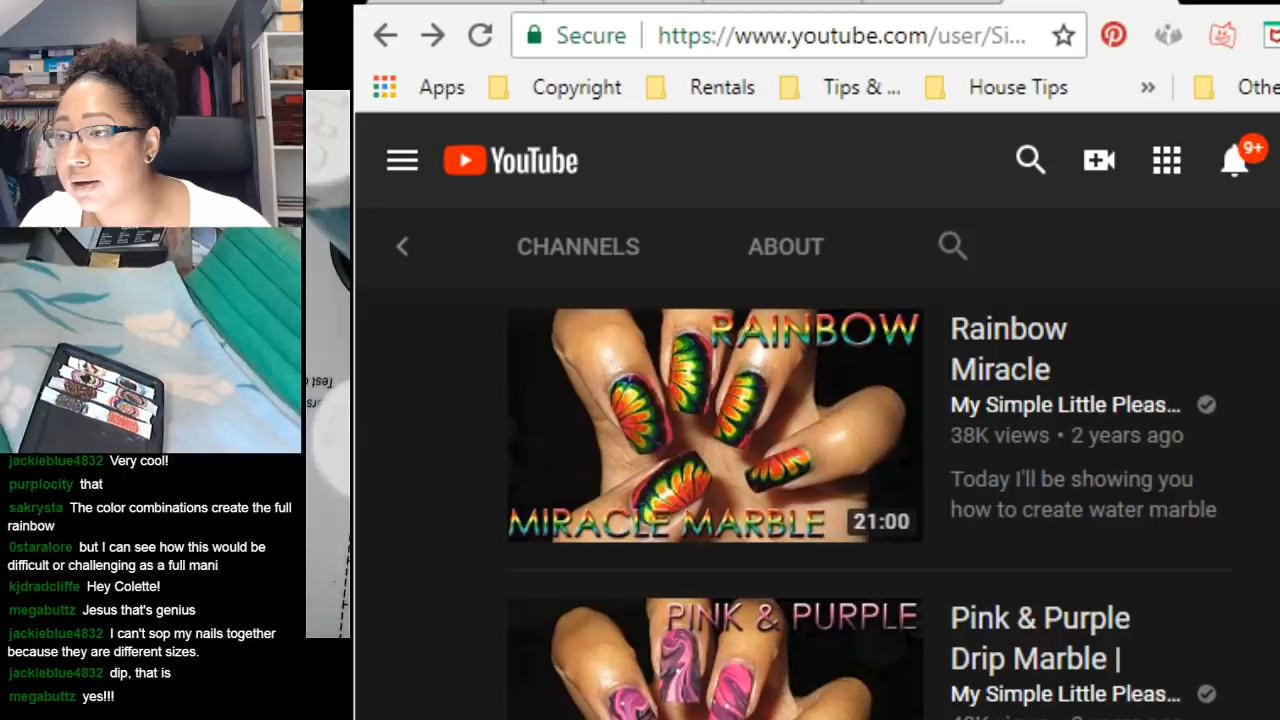 Secure
https://www.youtube.com/user/Si...
Apps
Copyright
Rentals
Tips & ...
House Tips
»
Othe
YouTube
9+
CHANNELS
ABOUT
RAINBOW
MIRACLE MARBLE
21:00
Rainbow
Miracle
My Simple Little Pleas...
38K views • 2 years ago
Today I'll be showing you
how to create water marble
PINK & PURPLE
Pink & Purple
Drip Marble |
My Simple Little Pleas...
jackieblue4832 Very cool!
purplocity that
sakrysta The color combinations create the full
rainbow
0staralore but I can see how this would be
difficult or challenging as a full mani
kjdradcliffe Hey Colette!
megabuttz Jesus that's genius
jackieblue4832 I can't sop my nails together
because they are different sizes.
jackieblue4832 dip, that is
megabuttz yes!!!